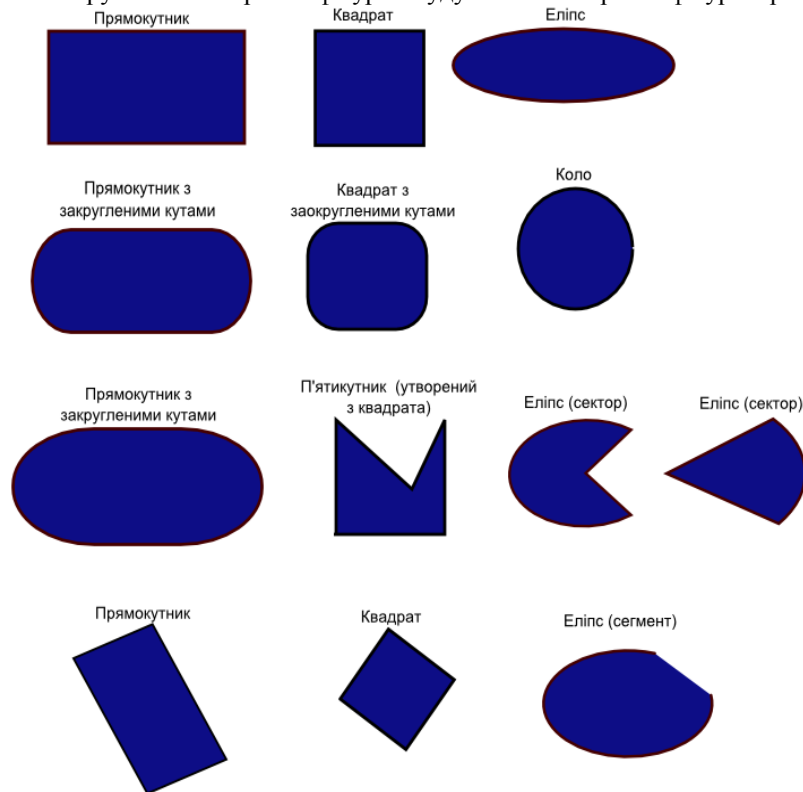 Прямокутник
Квадрат
Еліпс
Прямокутник з
закругленими кутами
Квадрат з
заокругленими кутами
Коло
Прямокутник з
закругленими кутами
П'ятикутник (утворений
з квадрата)
Еліпс (сектор)
Еліпс (сектор)
Прямокутник
Квадрат
Еліпс (сегмент)